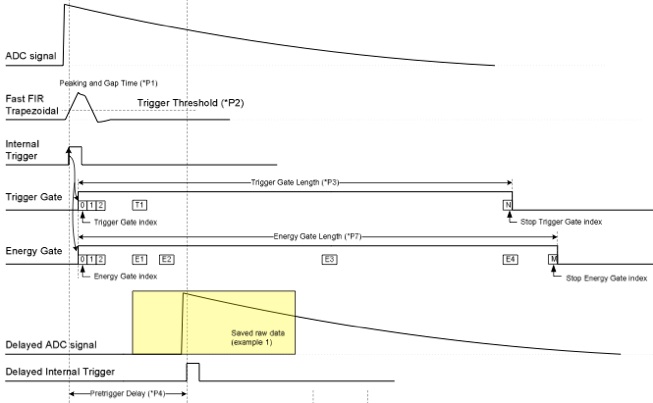 ADC signal
Peaking and Gap Time (*P1)
Fast FIR
Trapezoidal
Trigger Threshold (*P2)
Internal
Trigger
Trigger Gate Length (*P3)
Trigger Gate
0 1 2 T1 N
Trigger Gate index
Stop Trigger Gate index
Energy Gate Length (*P7)
Energy Gate
0 1 2 E1 E2 E3 E4 M
Energy Gate index
Stop Energy Gate index
Saved raw data
(example 1)
Delayed ADC signal
Delayed Internal Trigger
Pretrigger Delay (*P4)